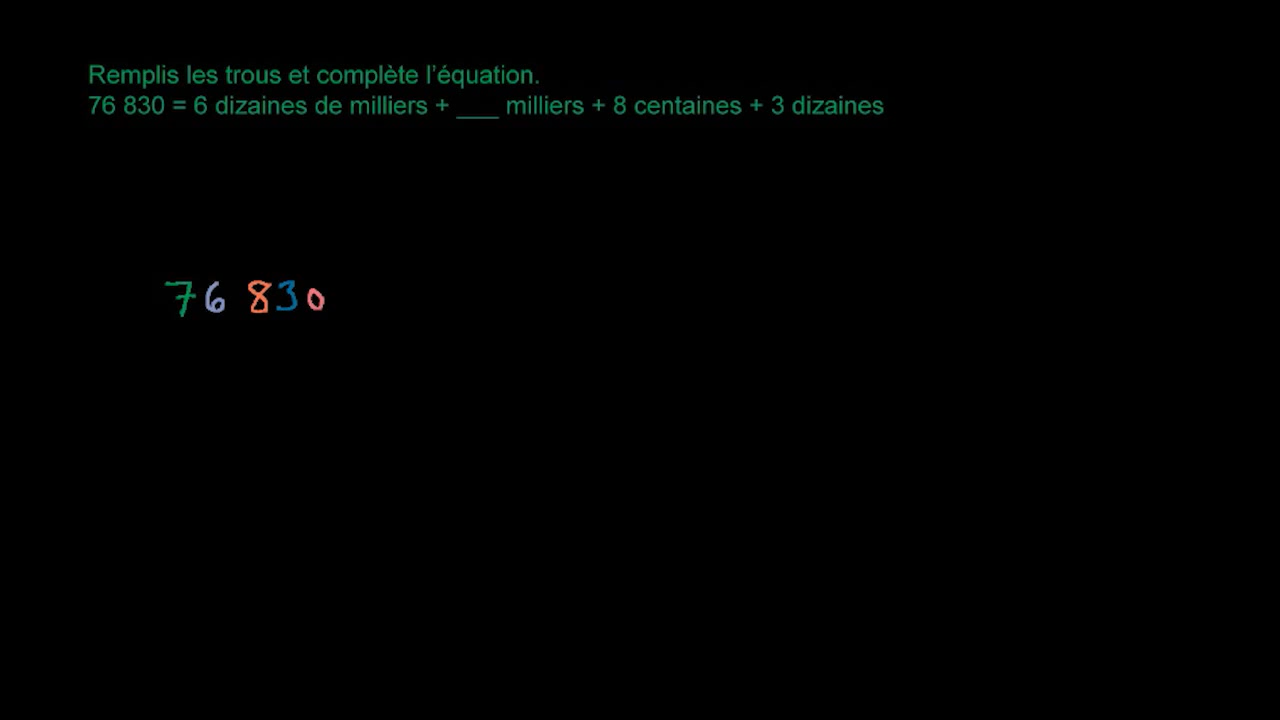 Remplis les trous et complète l’équation.
76 830 = 6 dizaines de milliers + ___ milliers + 8 centaines + 3 dizaines
76 830